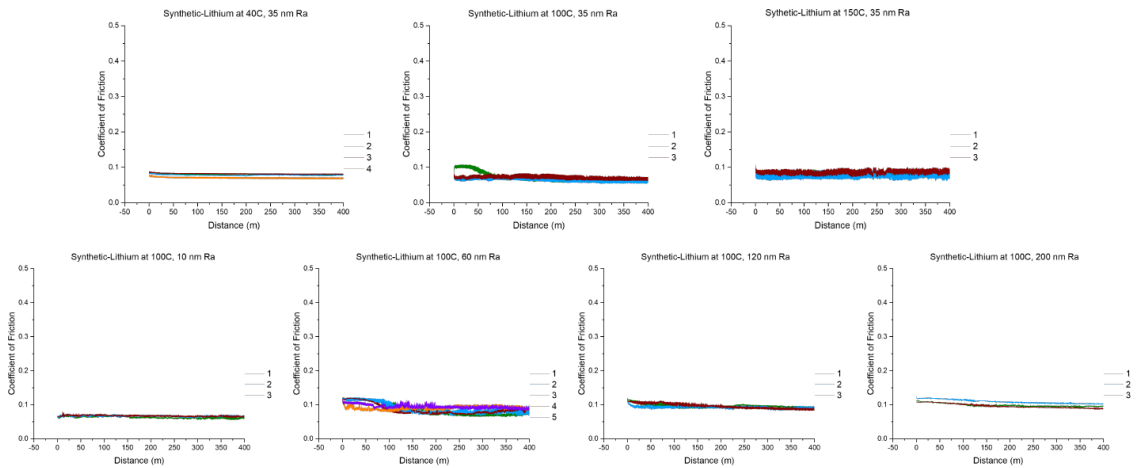 Synthetic-Lithium at 40C, 35 nm Ra
0.5
0.4
0.3
0.2
0.1
0.0
Coefficient of Friction
-50 0 50 100 150 200 250 300 350 400
Distance (m)
1
2
3
4
Synthetic-Lithium at 100C, 35 nm Ra
0.5
0.4
0.3
0.2
0.1
0.0
Coefficient of Friction
-50 0 50 100 150 200 250 300 350 400
Distance (m)
1
2
3
Synthetic-Lithium at 150C, 35 nm Ra
0.5
0.4
0.3
0.2
0.1
0.0
Coefficient of Friction
-50 0 50 100 150 200 250 300 350 400
Distance (m)
1
2
3
Synthetic-Lithium at 100C, 10 nm Ra
0.5
0.4
0.3
0.2
0.1
0.0
Coefficient of Friction
-50 0 50 100 150 200 250 300 350 400
Distance (m)
1
2
3
Synthetic-Lithium at 100C, 60 nm Ra
0.5
0.4
0.3
0.2
0.1
0.0
Coefficient of Friction
-50 0 50 100 150 200 250 300 350 400
Distance (m)
1
2
3
4
5
Synthetic-Lithium at 100C, 120 nm Ra
0.5
0.4
0.3
0.2
0.1
0.0
Coefficient of Friction
-50 0 50 100 150 200 250 300 350 400
Distance (m)
1
2
3
Synthetic-Lithium at 100C, 200 nm Ra
0.5
0.4
0.3
0.2
0.1
0.0
Coefficient of Friction
-50 0 50 100 150 200 250 300 350 400
Distance (m)
1
2
3